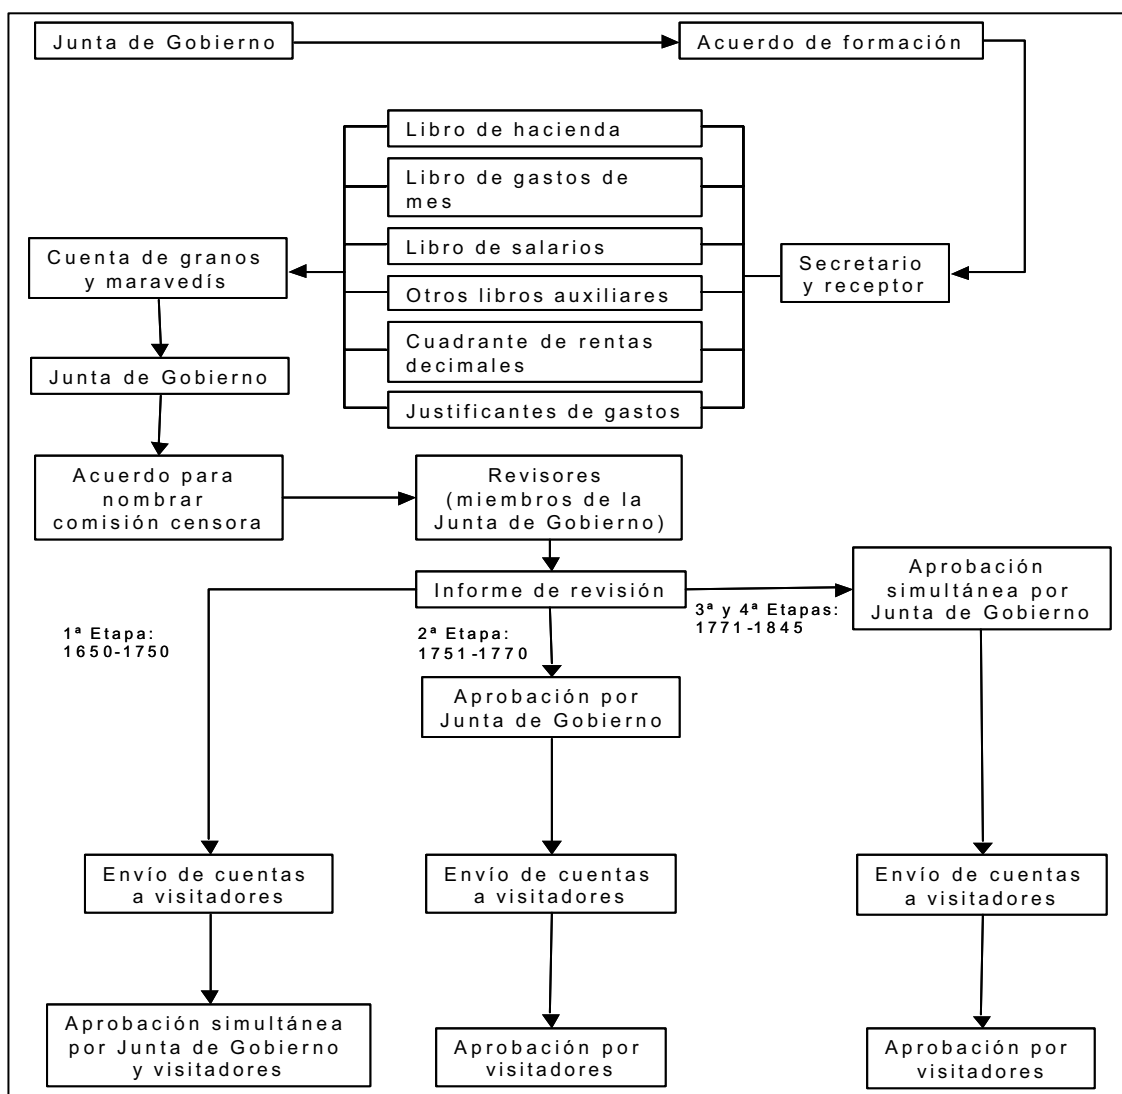 Junta de Gobierno
Acuerdo de formación
Libro de hacienda
Libro de gastos de
mes
Libro de salarios
Otros libros auxiliares
Cuadrante de rentas
decimales
Justificantes de gastos
Secretario
y receptor
Cuenta de granos
y maravedís
Junta de Gobierno
Acuerdo para
nombrar
comisión censora
Revisores
(miembros de la
Junta de Gobierno)
Informe de revisión
1ª Etapa:
1650-1750
2ª Etapa:
1751-1770
3ª y 4ª Etapas:
1771-1845
Aprobación
simultánea por
Junta de Gobierno
Aprobación por
Junta de Gobierno
Envío de cuentas
a visitadores
Envío de cuentas
a visitadores
Envío de cuentas
a visitadores
Aprobación simultánea
por Junta de Gobierno
y visitadores
Aprobación por
visitadores
Aprobación por
visitadores